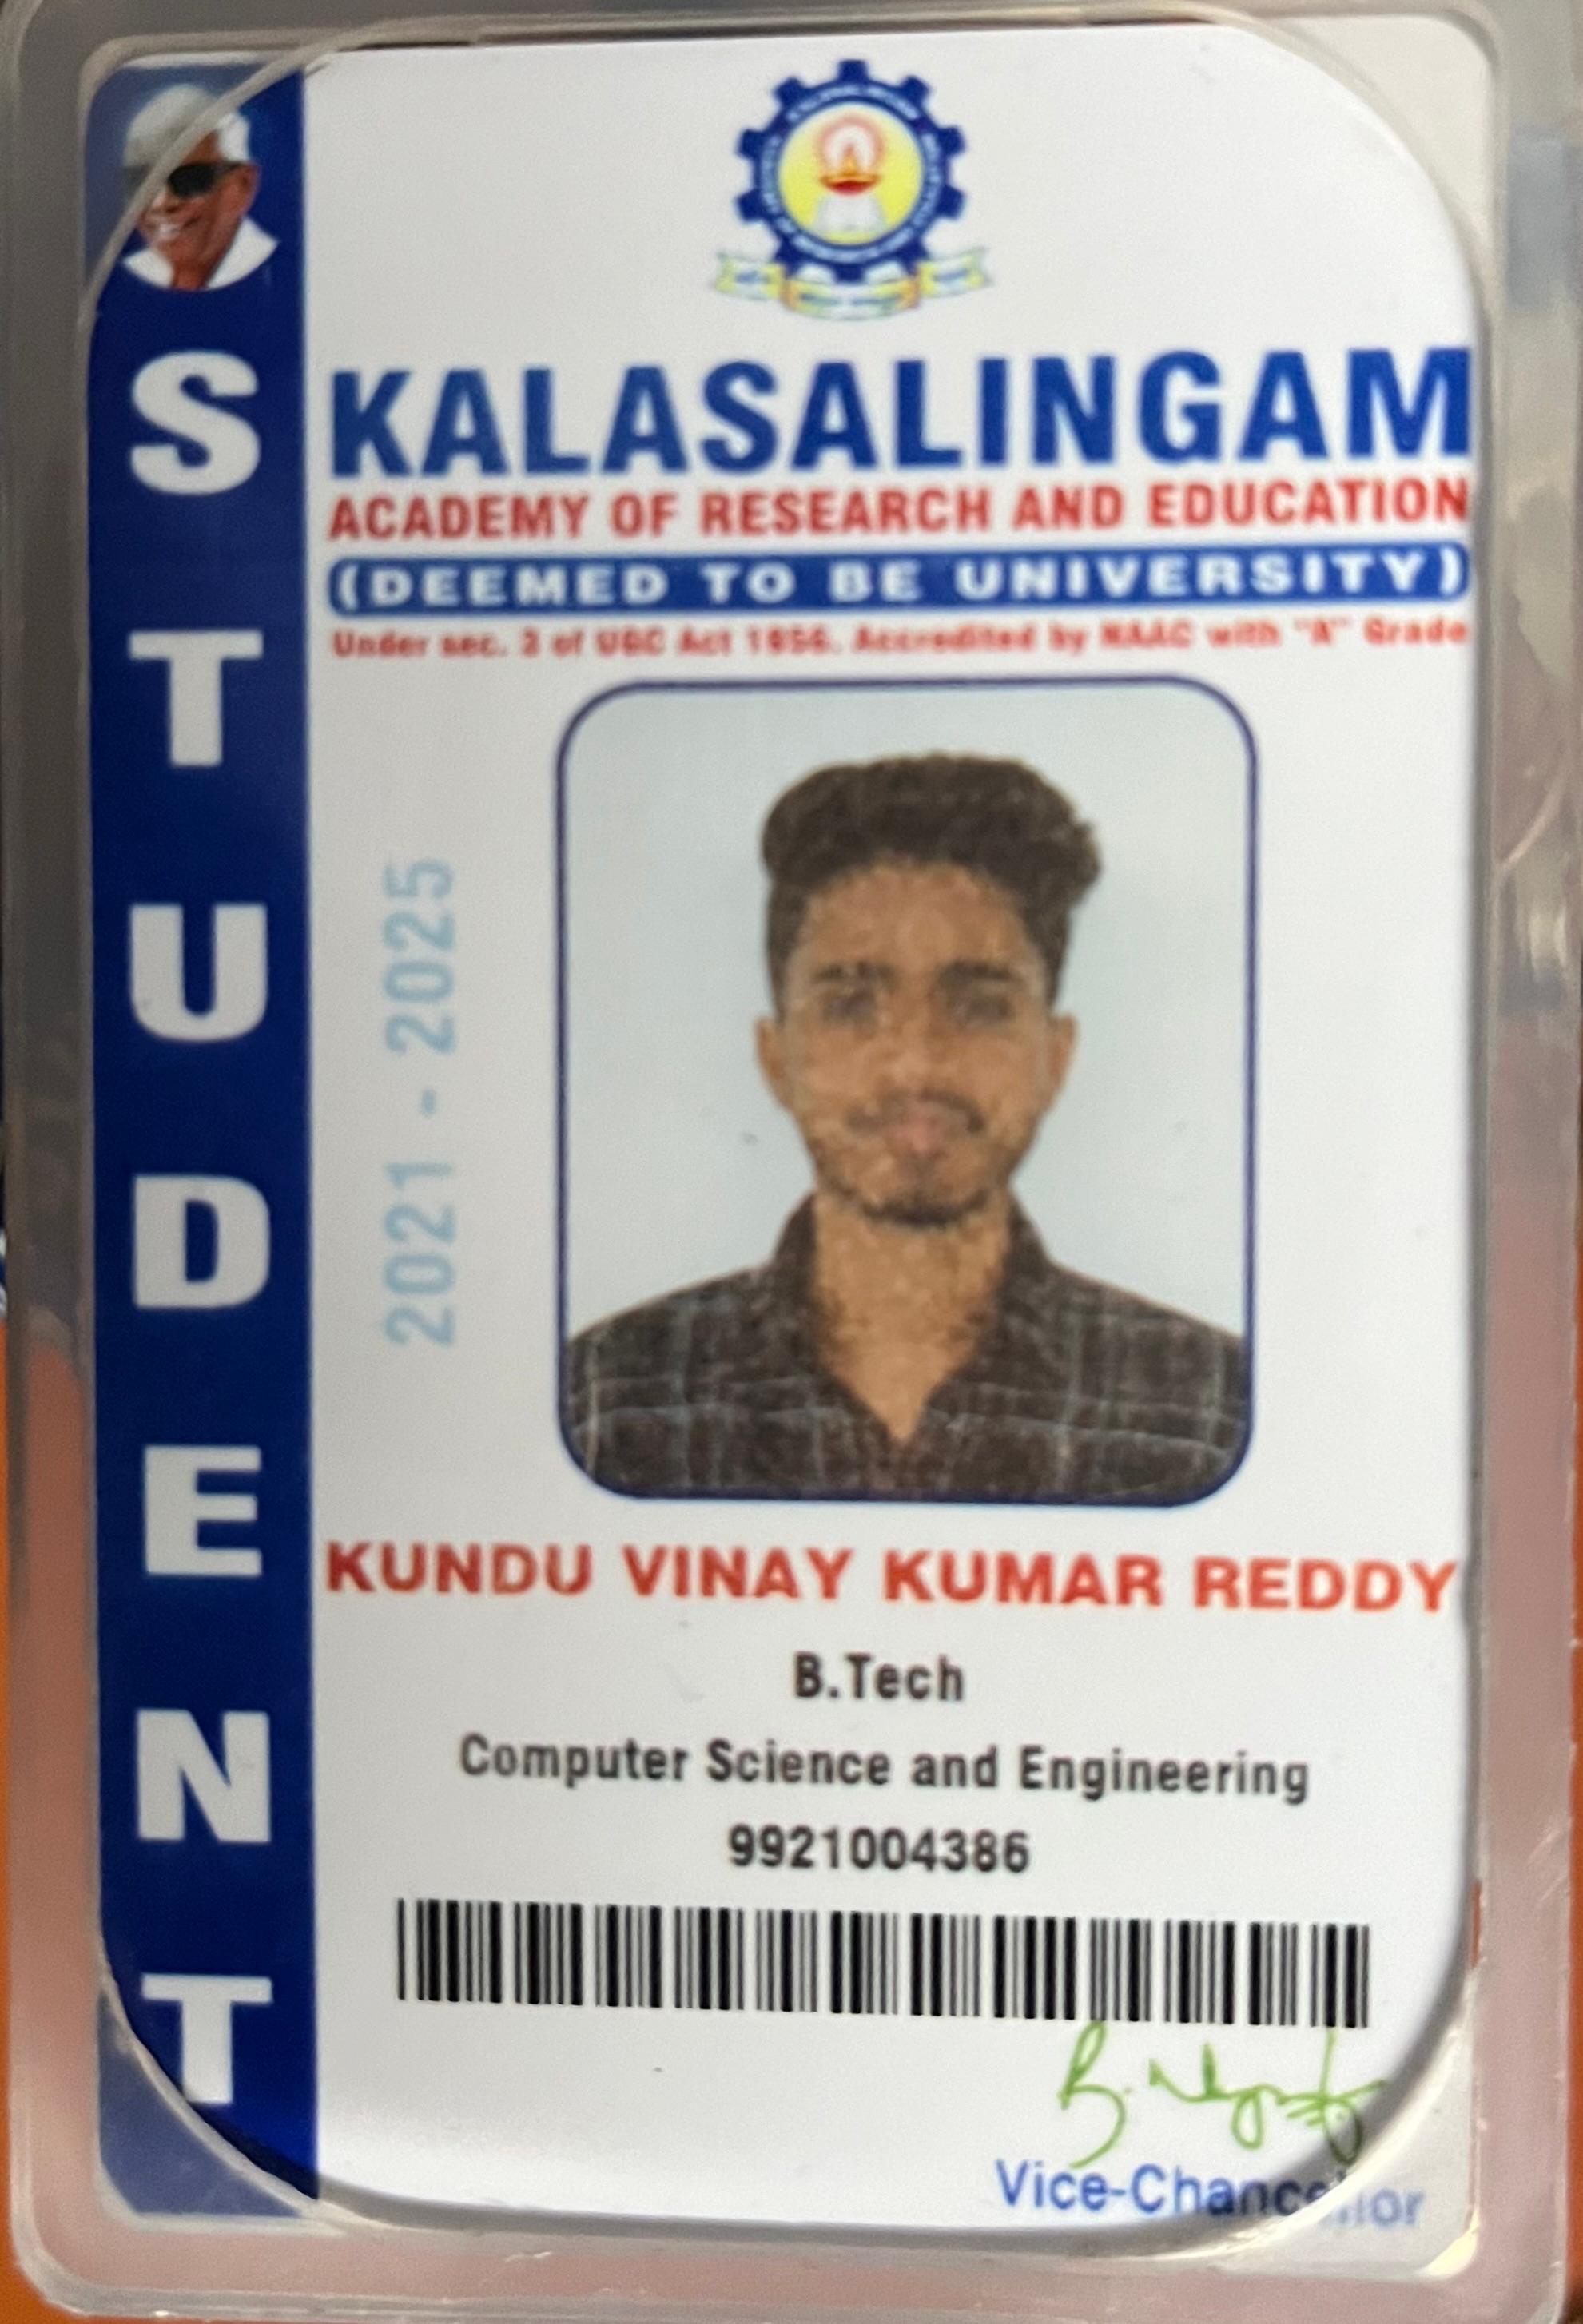 STUDENT
KALASALINGAM
ACADEMY OF RESEARCH AND EDUCATION
(DEEMED TO BE UNIVERSITY)
Under sec. 3 of UGC Act 1956. Accredited by NAAC with "A" Grade
2021 - 2025
KUNDU VINAY KUMAR REDDY
B.Tech
Computer Science and Engineering
9921004386
Vice-Chancellor